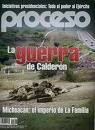 Iniciativas presidenciales: Todo el poder al Ejército
proceso
La guerra
de Calderón
Michoacán: el imperio de La Familia